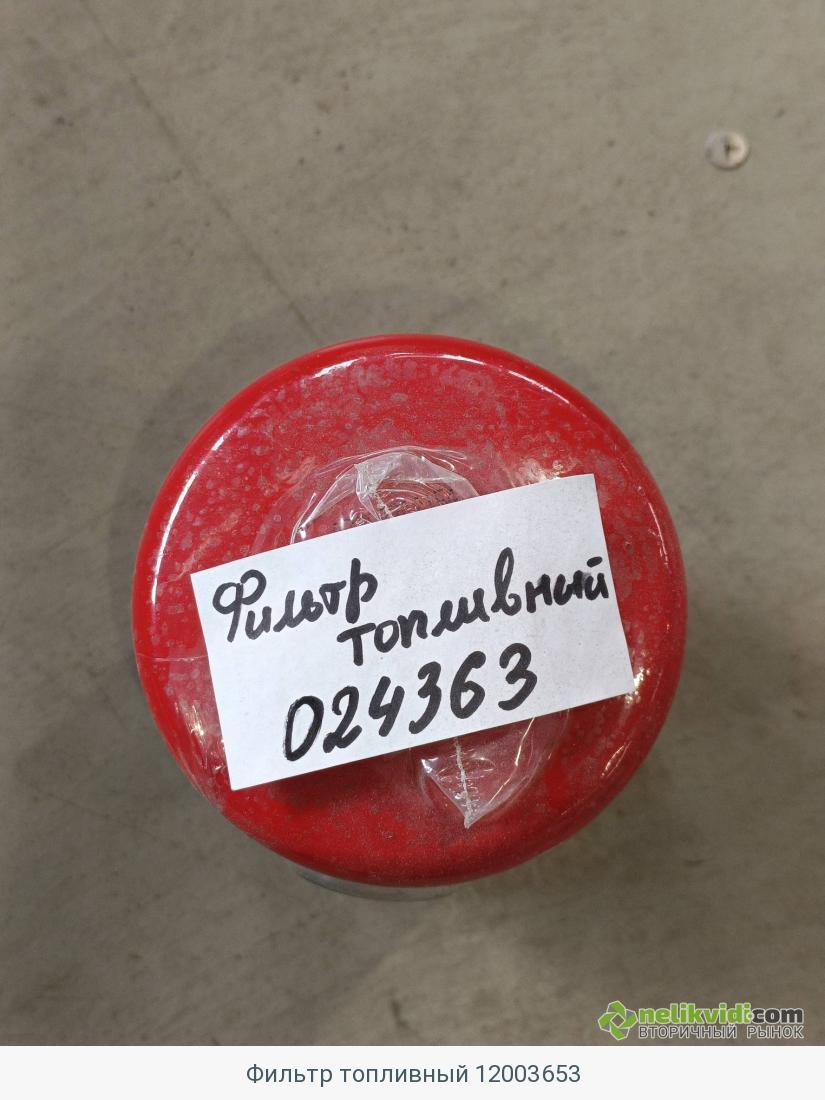 Фильтр
топливный
024363
nelikvidi.com
ВТОРИЧНЫЙ РЫНОК
Фильтр топливный 12003653